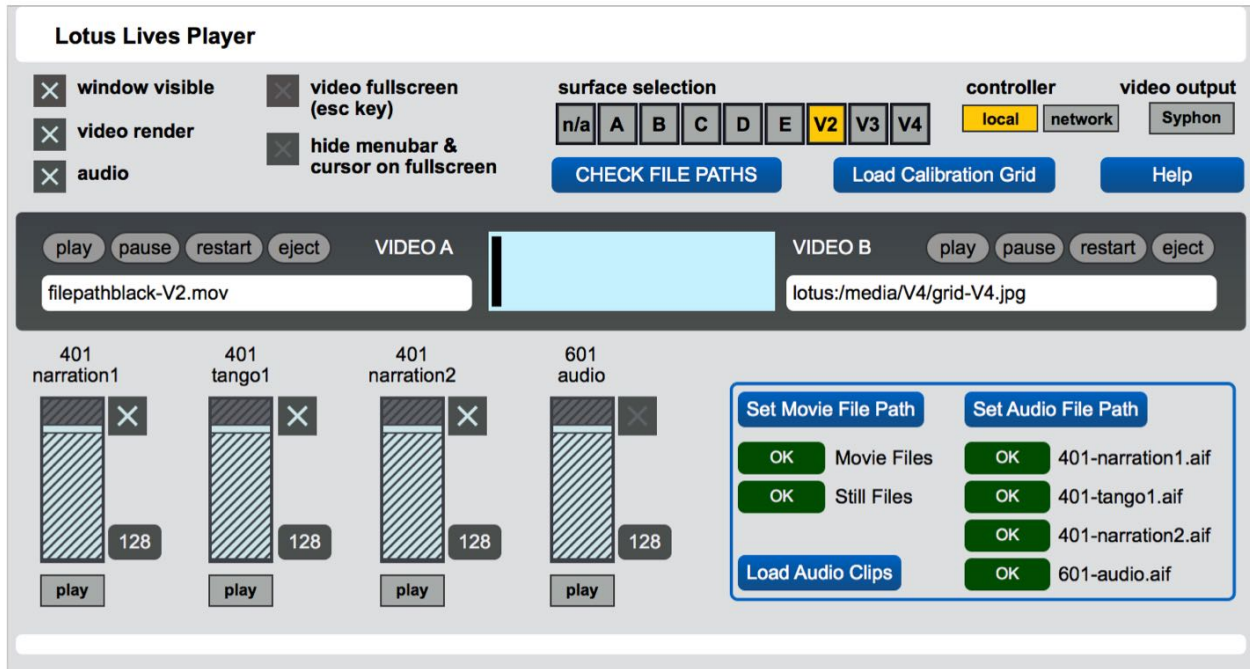 Lotus Lives Player
window visible
video render
audio
video fullscreen
(esc key)
hide menubar &
cursor on fullscreen
surface selection
n/a A B C D E V2 V3 V4
controller
local network
video output
Syphon
CHECK FILE PATHS
Load Calibration Grid
Help
play pause restart eject
VIDEO A
filepathblack-V2.mov
VIDEO B
play pause restart eject
lotus:/media/V4/grid-V4.jpg
401
narration1
128
play
401
tango1
128
play
401
narration2
128
play
601
audio
128
play
Set Movie File Path
OK Movie Files
OK Still Files
Load Audio Clips
Set Audio File Path
OK 401-narration1.aif
OK 401-tango1.aif
OK 401-narration2.aif
OK 601-audio.aif